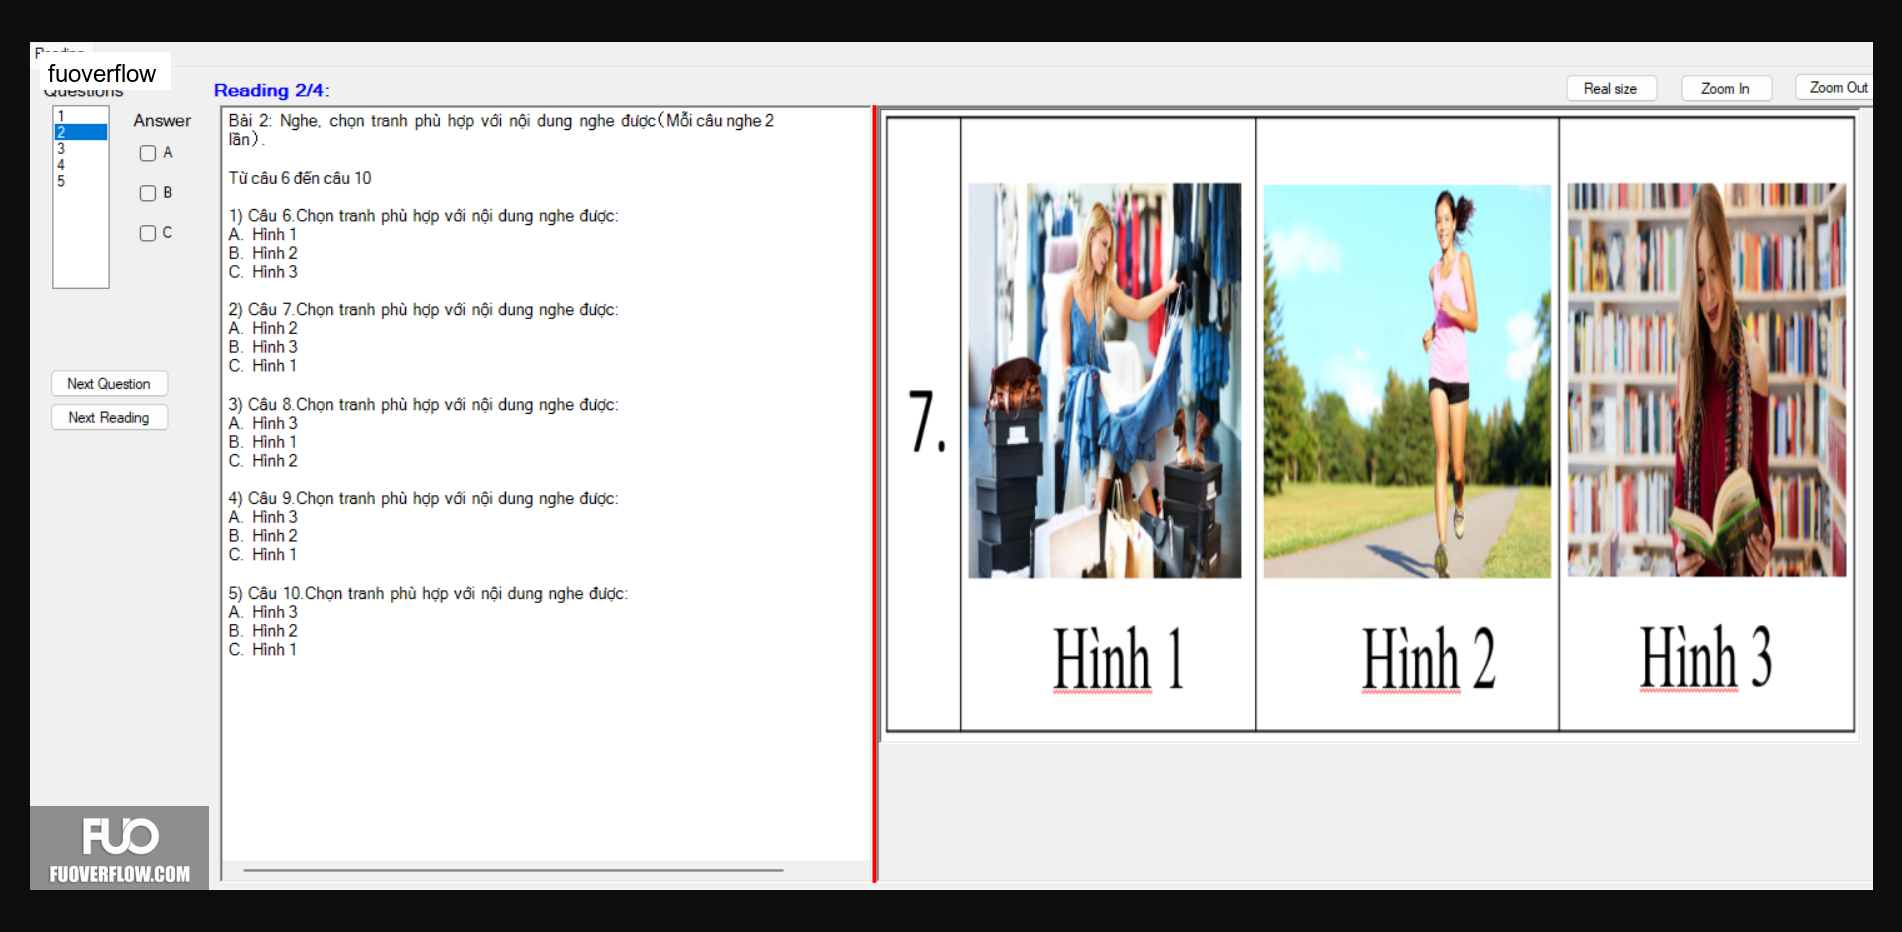 fuoverflow
Questions
1
2
3
4
5
Answer
A
B
C
Next Question
Next Reading
Reading 2/4:
Real size
Zoom In
Zoom Out
Bài 2: Nghe, chọn tranh phù hợp với nội dung nghe được(Mỗi câu nghe 2
lần).
Từ câu 6 đến câu 10
1) Câu 6.Chọn tranh phù hợp với nội dung nghe được:
A. Hình 1
B. Hình 2
C. Hình 3
2) Câu 7.Chọn tranh phù hợp với nội dung nghe được:
A. Hình 2
B. Hình 3
C. Hình 1
3) Câu 8.Chọn tranh phù hợp với nội dung nghe được:
A. Hình 3
B. Hình 1
C. Hình 2
4) Câu 9.Chọn tranh phù hợp với nội dung nghe được:
A. Hình 3
B. Hình 2
C. Hình 1
5) Câu 10.Chọn tranh phù hợp với nội dung nghe được:
A. Hình 3
B. Hình 2
C. Hình 1
7.
Hình 1
Hình 2
Hình 3
FUO
FUOVERFLOW.COM